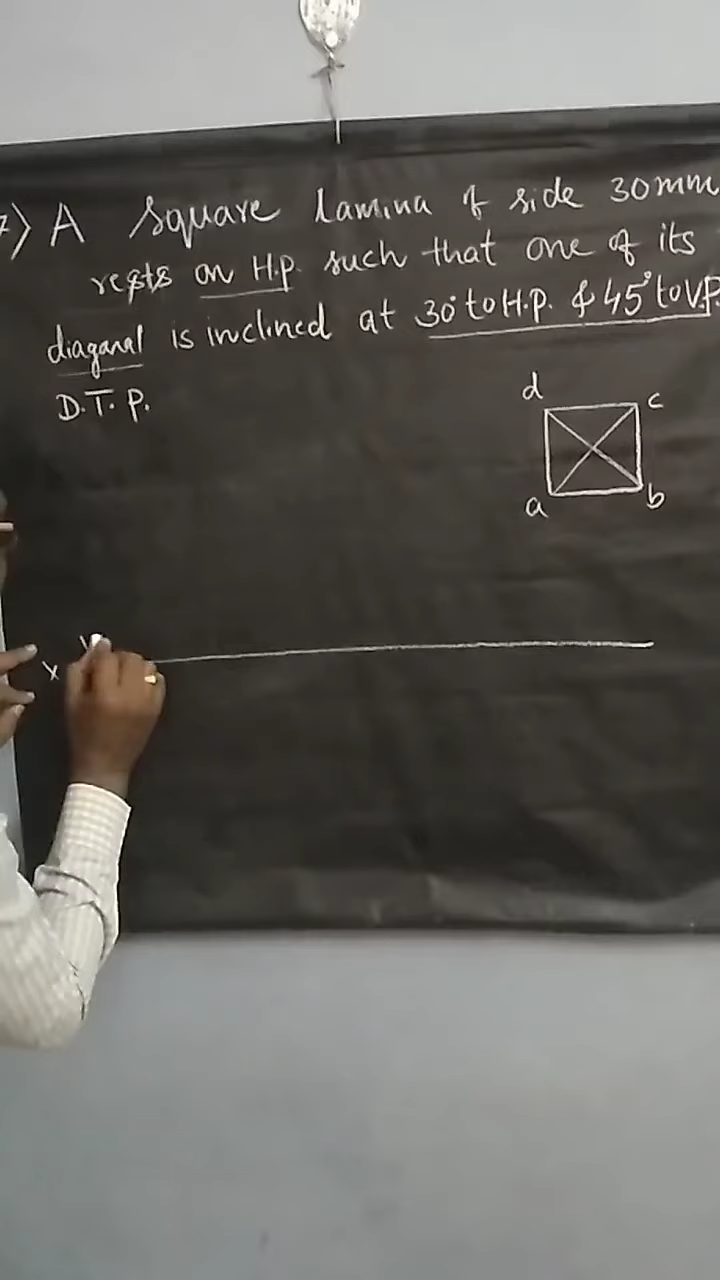 7) A Square lamina of side 30mm
rests on H.p. such that one of its
diaganal is inclined at 30° to H.p. & 45° to V.P.
D.T.P.
d
c
a
b
X